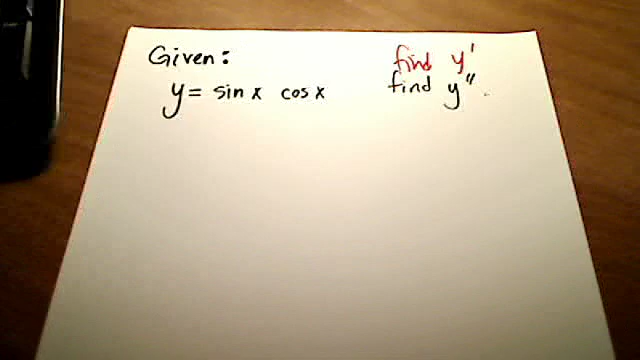 Given: find y'
y = sin x cos x find y".